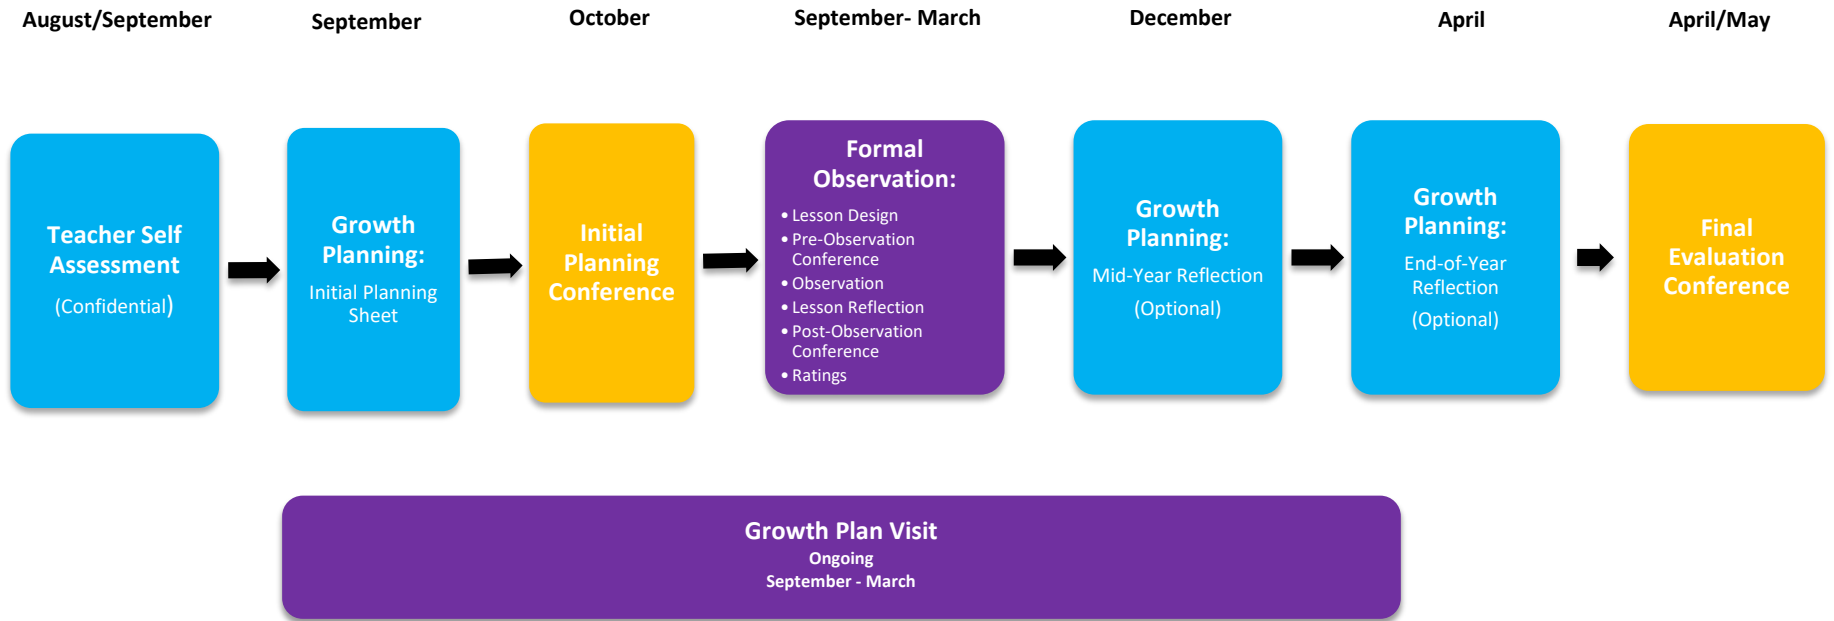 August/September
September
October
September- March
December
April
April/May
Teacher Self
Assessment
(Confidential)
Growth
Planning:
Initial Planning
Sheet
Initial
Planning
Conference
Formal
Observation:
• Lesson Design
• Pre-Observation
Conference
• Observation
• Lesson Reflection
• Post-Observation
Conference
• Ratings
Growth
Planning:
Mid-Year Reflection
(Optional)
Growth
Planning:
End-of-Year
Reflection
(Optional)
Final
Evaluation
Conference
Growth Plan Visit
Ongoing
September - March